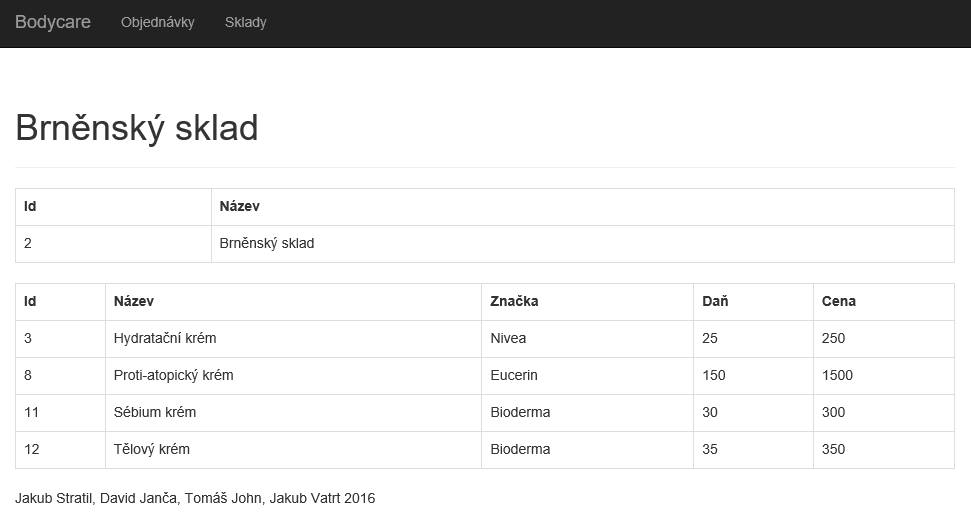 Bodycare Objednávky Sklady
Brněnský sklad
Id Název
2 Brněnský sklad
Id Název Značka Daň Cena
3 Hydratační krém Nivea 25 250
8 Proti-atopický krém Eucerin 150 1500
11 Sébium krém Bioderma 30 300
12 Tělový krém Bioderma 35 350
Jakub Stratil, David Janča, Tomáš John, Jakub Vatrt 2016